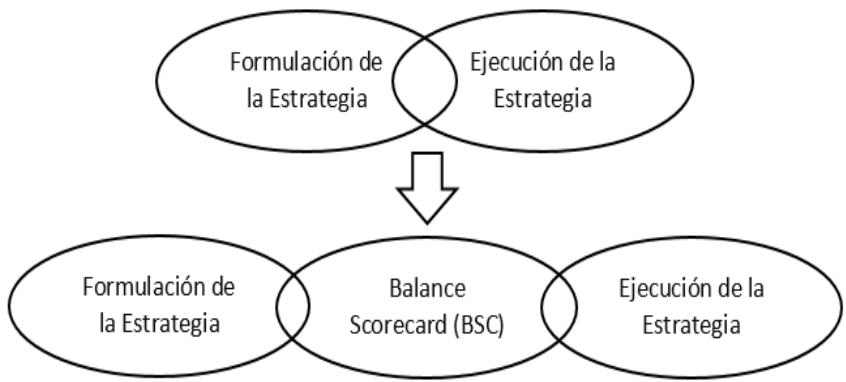 Formulación de
la Estrategia
Ejecución de la
Estrategia
Formulación de
la Estrategia
Balance
Scorecard (BSC)
Ejecución de la
Estrategia